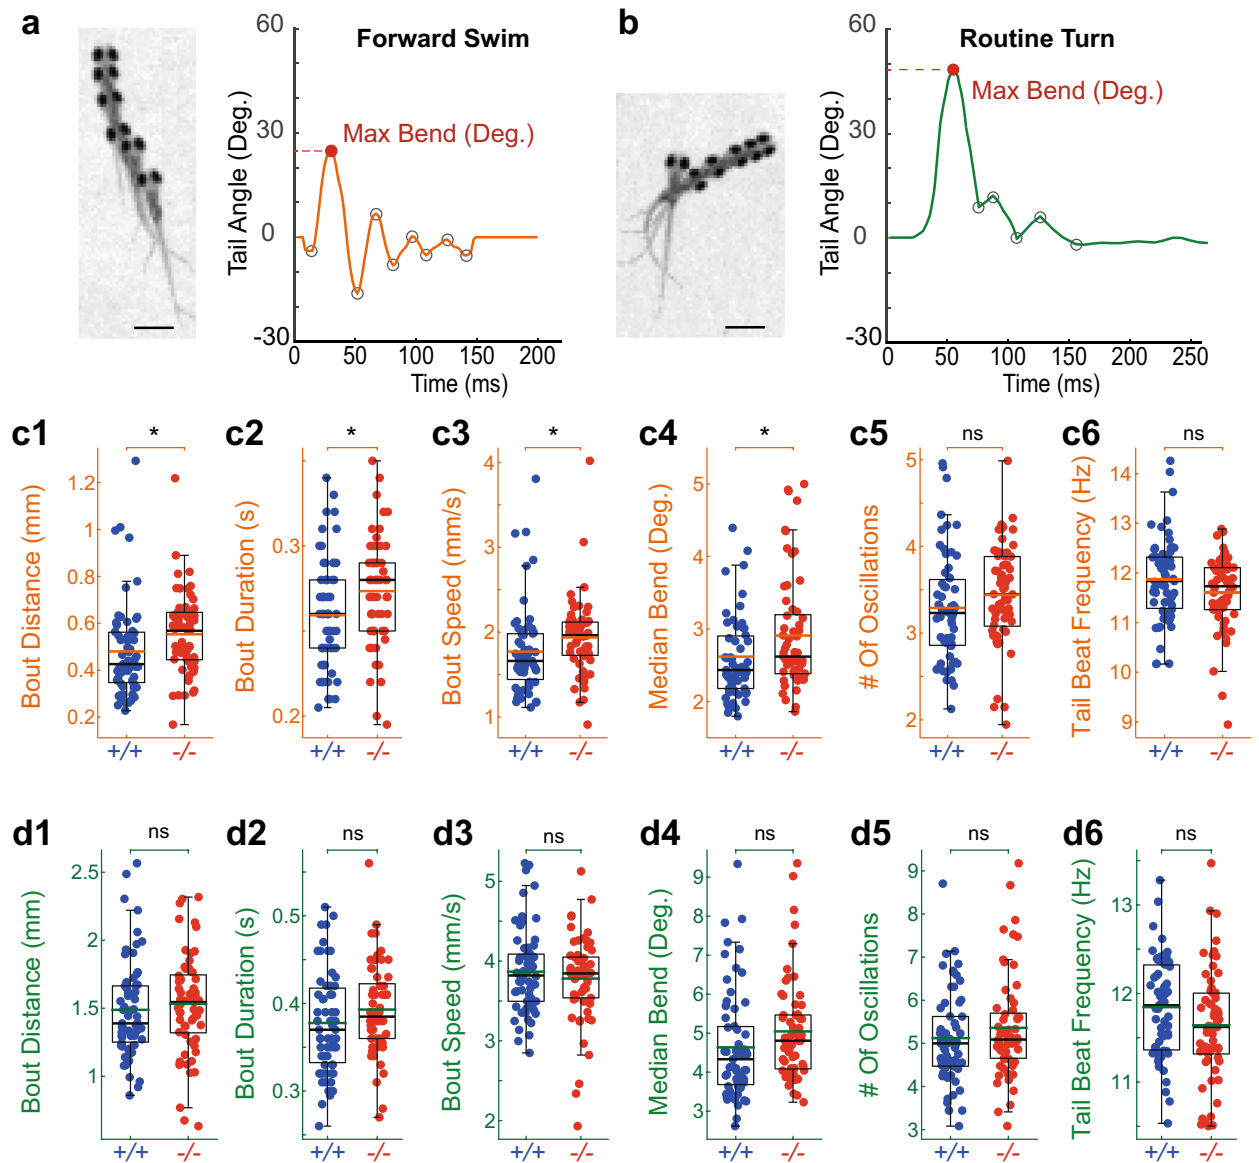 a
Forward Swim
60
30
0
-30
Tail Angle (Deg.)
Max Bend (Deg.)
0 50 100 150 200
Time (ms)
b
Routine Turn
60
30
0
-30
Tail Angle (Deg.)
Max Bend (Deg.)
0 50 100 150 200 250
Time (ms)
c1
*
Bout Distance (mm)
1.2
1
0.8
0.6
0.4
0.2
+/+ -/-
c2
*
Bout Duration (s)
0.3
0.2
+/+ -/-
c3
*
Bout Speed (mm/s)
4
3
2
1
+/+ -/-
c4
*
Median Bend (Deg.)
5
4
3
2
+/+ -/-
c5
ns
# Of Oscillations
5
4
3
2
+/+ -/-
c6
ns
Tail Beat Frequency (Hz)
14
13
12
11
10
9
+/+ -/-
d1
ns
Bout Distance (mm)
2.5
2
1.5
1
+/+ -/-
d2
ns
Bout Duration (s)
0.5
0.4
0.3
+/+ -/-
d3
ns
Bout Speed (mm/s)
5
4
3
2
+/+ -/-
d4
ns
Median Bend (Deg.)
9
8
7
6
5
4
3
+/+ -/-
d5
ns
# Of Oscillations
9
8
7
6
5
4
3
+/+ -/-
d6
ns
Tail Beat Frequency (Hz)
13
12
11
+/+ -/-